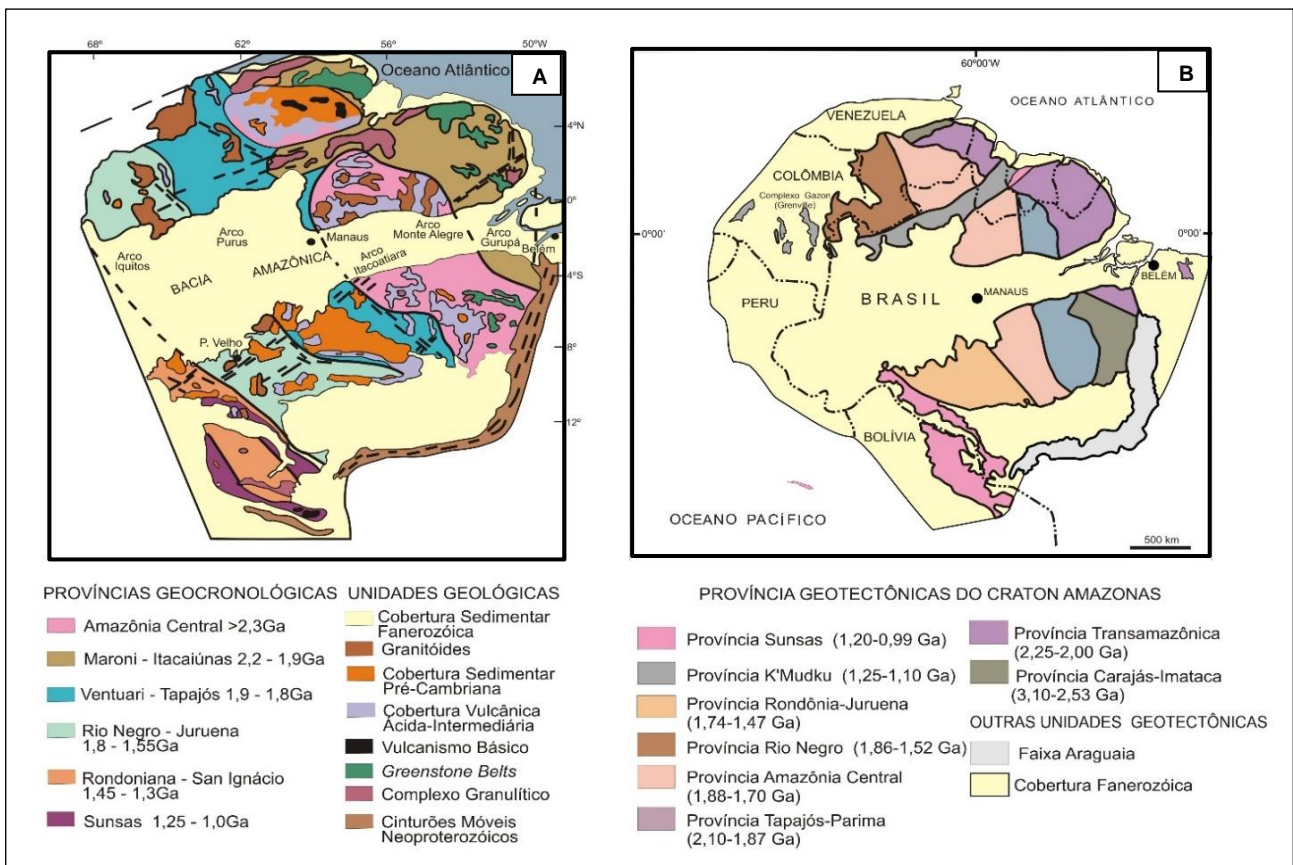 68°
62°
56°
50°W
A
Oceano Atlântico
4°N
0°
4°S
8°
12°
Arco
Purus
Arco
Iquitos
Manaus
BACIA AMAZÔNICA
Arco
Itacoatiara
Arco
Monte Alegre
Arco
Gurupá
Belém
P. Velho
PROVÍNCIAS GEOCRONOLÓGICAS
Amazônia Central >2,3Ga
Maroni - Itacaiúnas 2,2 - 1,9Ga
Ventuari - Tapajós 1,9 - 1,8Ga
Rio Negro - Juruena
1,8 - 1,55Ga
Rondoniana - San Ignácio
1,45 - 1,3Ga
Sunsas 1,25 - 1,0Ga
UNIDADES GEOLÓGICAS
Cobertura Sedimentar
Fanerozóica
Granitóides
Cobertura Sedimentar
Pré-Cambriana
Cobertura Vulcânica
Ácida-Intermediária
Vulcanismo Básico
Greenstone Belts
Complexo Granulítico
Cinturões Móveis
Neoproterozóicos
60°00'W
B
OCEANO ATLÂNTICO
VENEZUELA
COLÔMBIA
Complexo Gazon
(Grenville)
0°00'
0°00'
PERU
BRASIL
MANAUS
BELÉM
BOLÍVIA
OCEANO PACÍFICO
500 km
PROVÍNCIA GEOTECTÔNICAS DO CRATON AMAZONAS
Província Sunsas (1,20-0,99 Ga)
Província K'Mudku (1,25-1,10 Ga)
Província Rondônia-Juruena
(1,74-1,47 Ga)
Província Rio Negro (1,86-1,52 Ga)
Província Amazônia Central
(1,88-1,70 Ga)
Província Tapajós-Parima
(2,10-1,87 Ga)
Província Transamazônica
(2,25-2,00 Ga)
Província Carajás-Imataca
(3,10-2,53 Ga)
OUTRAS UNIDADES GEOTECTÔNICAS
Faixa Araguaia
Cobertura Fanerozóica